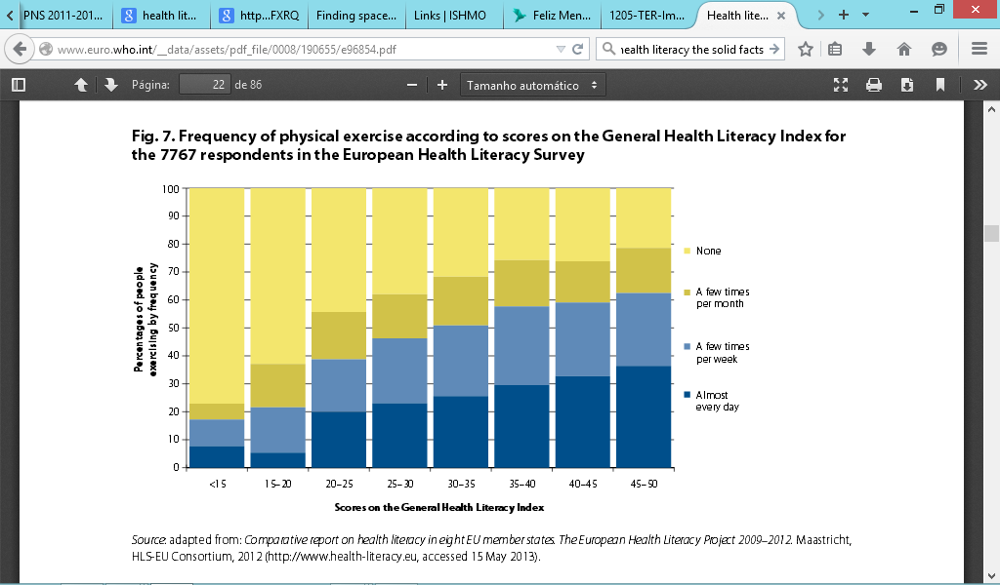 PNS 2011-201...
health lit...
http...FXRQ)
Finding space...
Links | ISHMO
Feliz Men...
1205-TER-Im...
Health lite...
www.euro.who.int/__data/assets/pdf_file/0008/190655/e96854.pdf
ealth literacy the solid facts
Página: 22 de 86
Tamanho automático
Fig. 7. Frequency of physical exercise according to scores on the General Health Literacy Index for
the 7767 respondents in the European Health Literacy Survey
Percentages of people
exercising by frequency
100
90
80
70
60
50
40
30
20
10
0
<15 15–20 20–25 25–30 30–35 35–40 40–45 45–50
Scores on the General Health Literacy Index
None
A few times
per month
A few times
per week
Almost
every day
Source: adapted from: Comparative report on health literacy in eight EU member states. The European Health Literacy Project 2009–2012. Maastricht,
HLS-EU Consortium, 2012 (http://www.health-literacy.eu, accessed 15 May 2013).